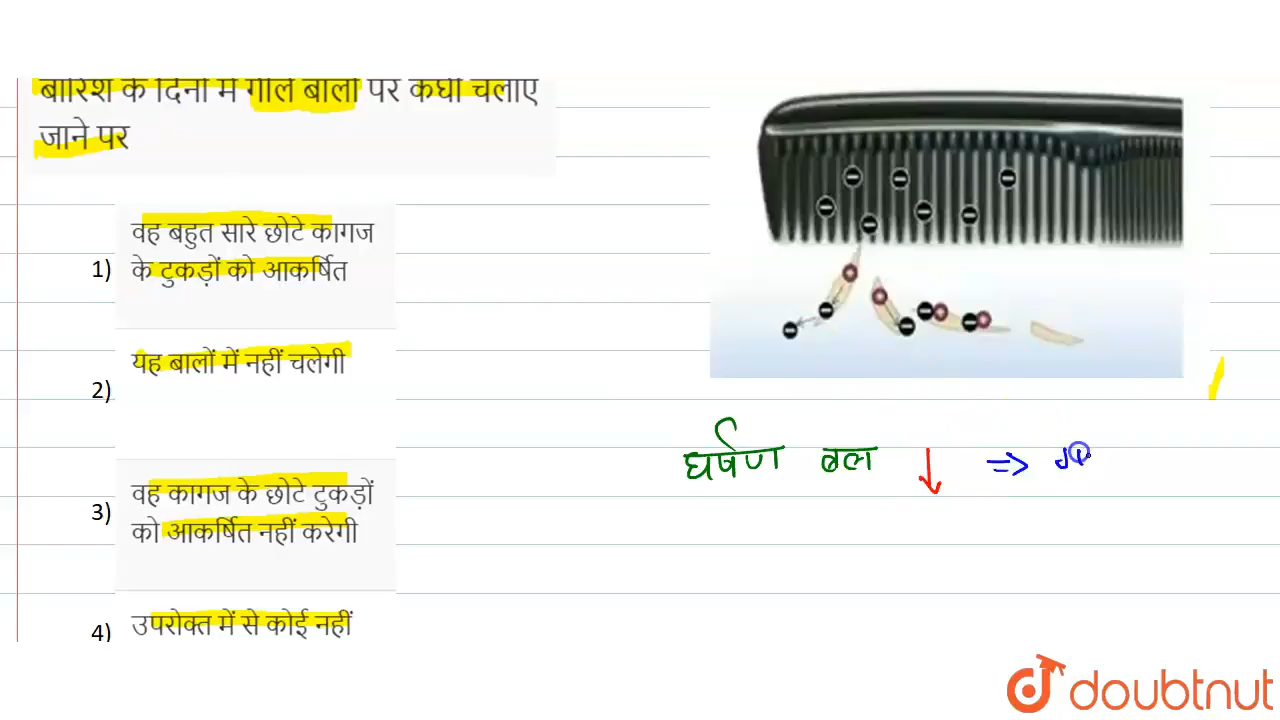 बारिश के दिनों में गीले बालों पर कंघी चलाए
जाने पर
वह बहुत सारे छोटे कागज
1) के टुकड़ों को आकर्षित
यह बालों में नहीं चलेगी
2)
वह कागज के छोटे टुकड़ों
3) को आकर्षित नहीं करेगी
4) उपरोक्त में से कोई नहीं
घर्षण बल ↓ ⇒
doubtnut